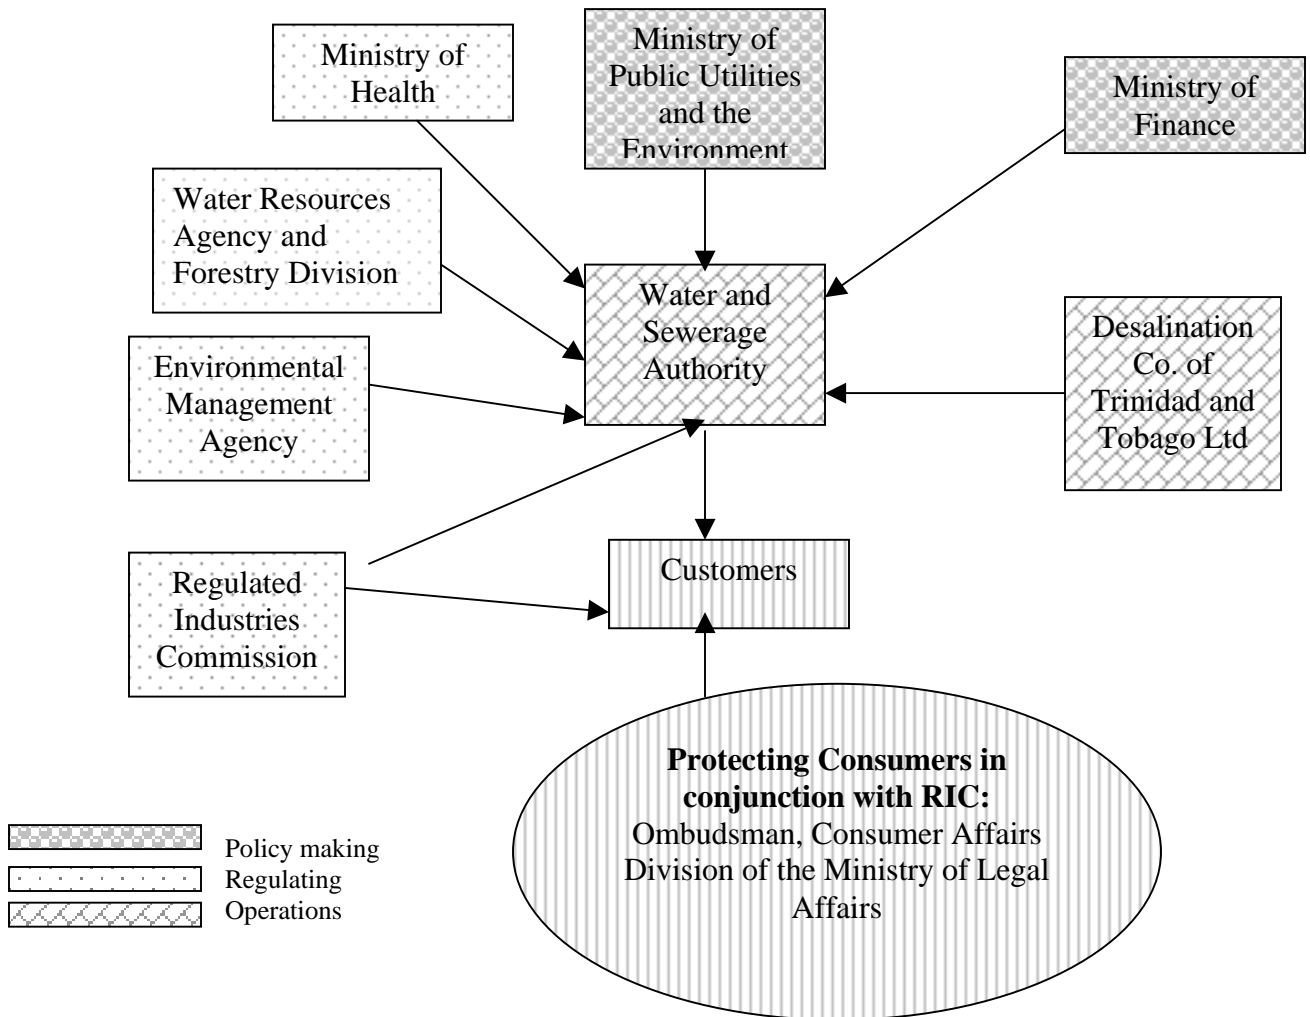 Ministry of
Health
Ministry of
Public Utilities
and the
Environment
Ministry of
Finance
Water Resources
Agency and
Forestry Division
Water and
Sewerage
Authority
Desalination
Co. of
Trinidad and
Tobago Ltd
Environmental
Management
Agency
Regulated
Industries
Commission
Customers
Protecting Consumers in
conjunction with RIC:
Ombudsman, Consumer Affairs
Division of the Ministry of Legal
Affairs
Policy making
Regulating
Operations